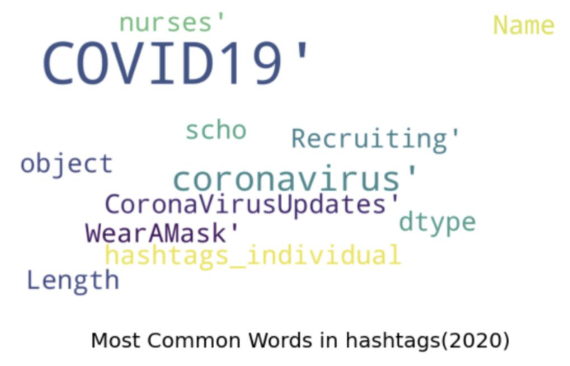 nurses'
Name
COVID19'
scho
Recruiting'
object
coronavirus'
CoronaVirusUpdates'
dtype
WearAMask'
hashtags_individual
Length
Most Common Words in hashtags(2020)